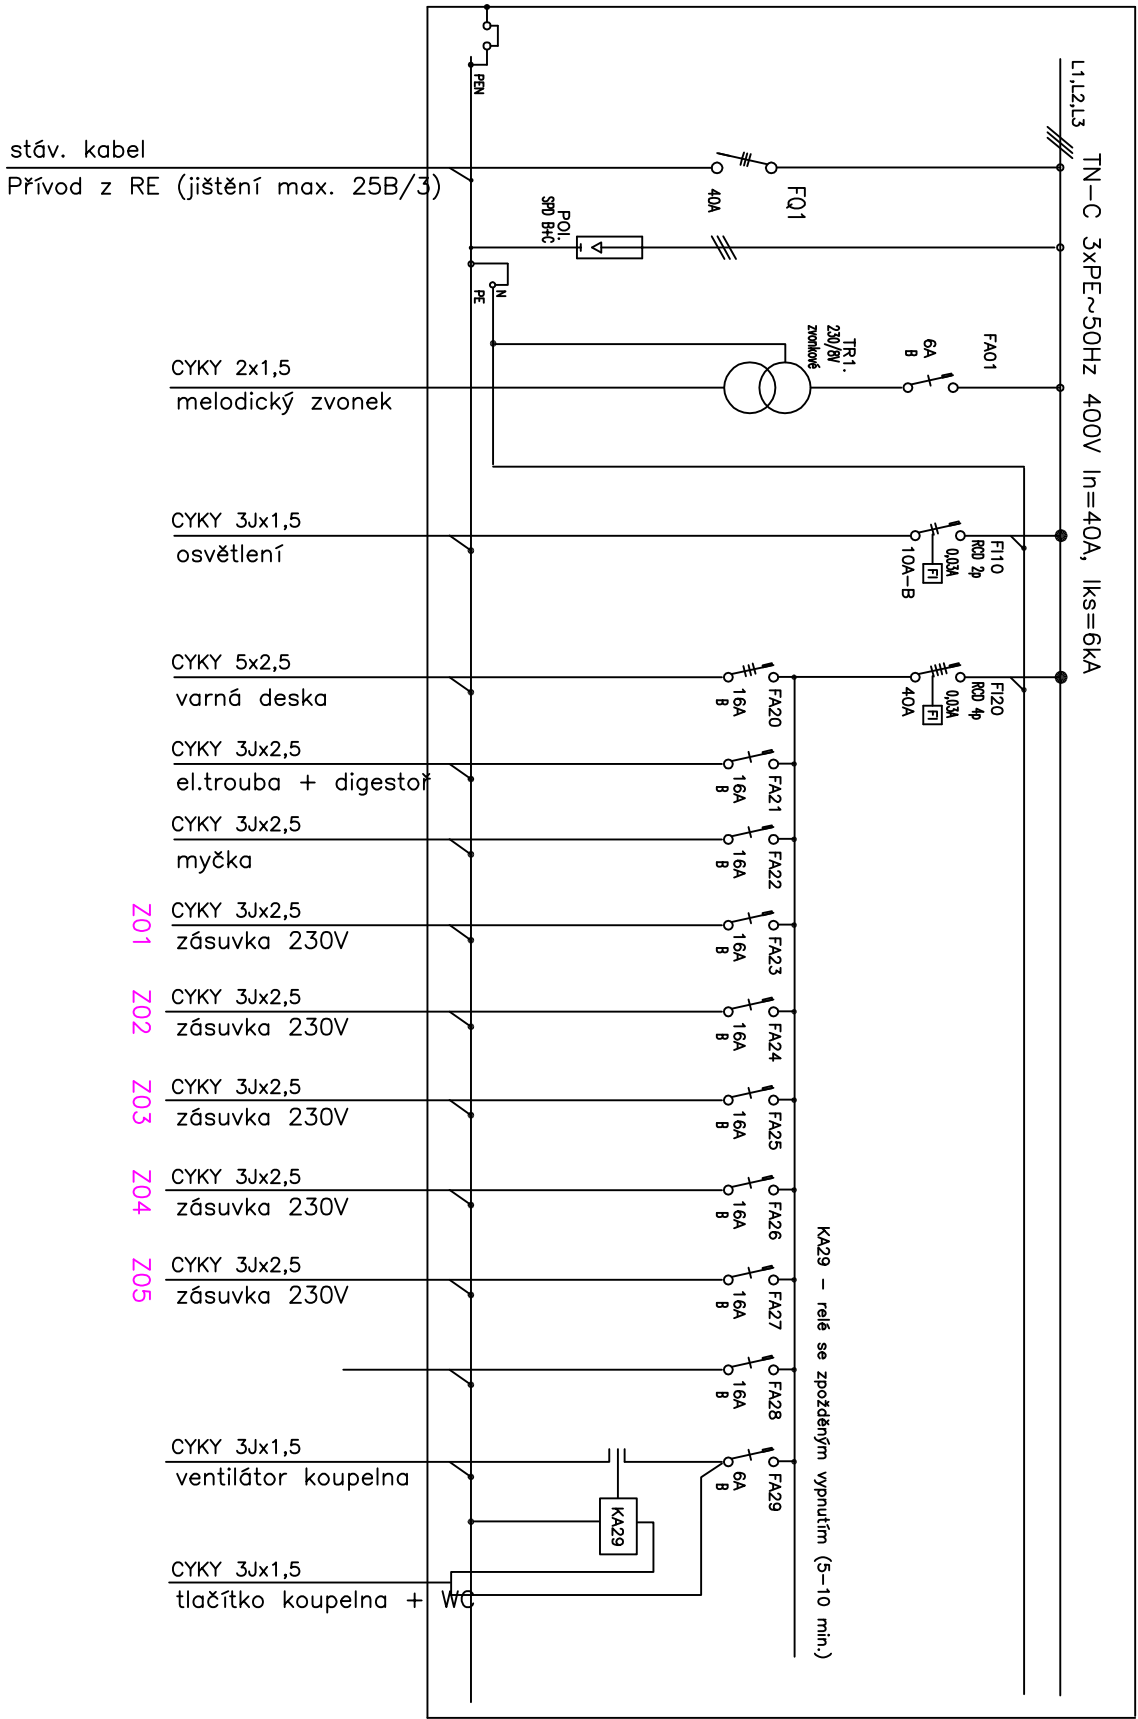 L1,L2,L3
TN-C 3xPE~50Hz 400V In=40A, Iks=6kA
PEN
stáv. kabel
Přívod z RE (jištění max. 25B/3)
40A
FQ1
POI.
SPD B+C
N
PE
CYKY 2x1,5
melodický zvonek
TR1.
230/8V
zvonkové
6A
B
FA01
CYKY 3Jx1,5
osvětlení
10A-B
FI
0,03A
RCD 2p
FI10
CYKY 5x2,5
varná deska
16A
B
FA20
40A
FI
0,03A
RCD 4p
FI20
CYKY 3Jx2,5
el.trouba + digestoř
16A
B
FA21
CYKY 3Jx2,5
myčka
16A
B
FA22
Z01
CYKY 3Jx2,5
zásuvka 230V
16A
B
FA23
Z02
CYKY 3Jx2,5
zásuvka 230V
16A
B
FA24
Z03
CYKY 3Jx2,5
zásuvka 230V
16A
B
FA25
Z04
CYKY 3Jx2,5
zásuvka 230V
16A
B
FA26
Z05
CYKY 3Jx2,5
zásuvka 230V
16A
B
FA27
16A
B
FA28
KA29 - relé se zpožděným vypnutím (5-10 min.)
CYKY 3Jx1,5
ventilátor koupelna
6A
B
FA29
KA29
CYKY 3Jx1,5
tlačítko koupelna + WC